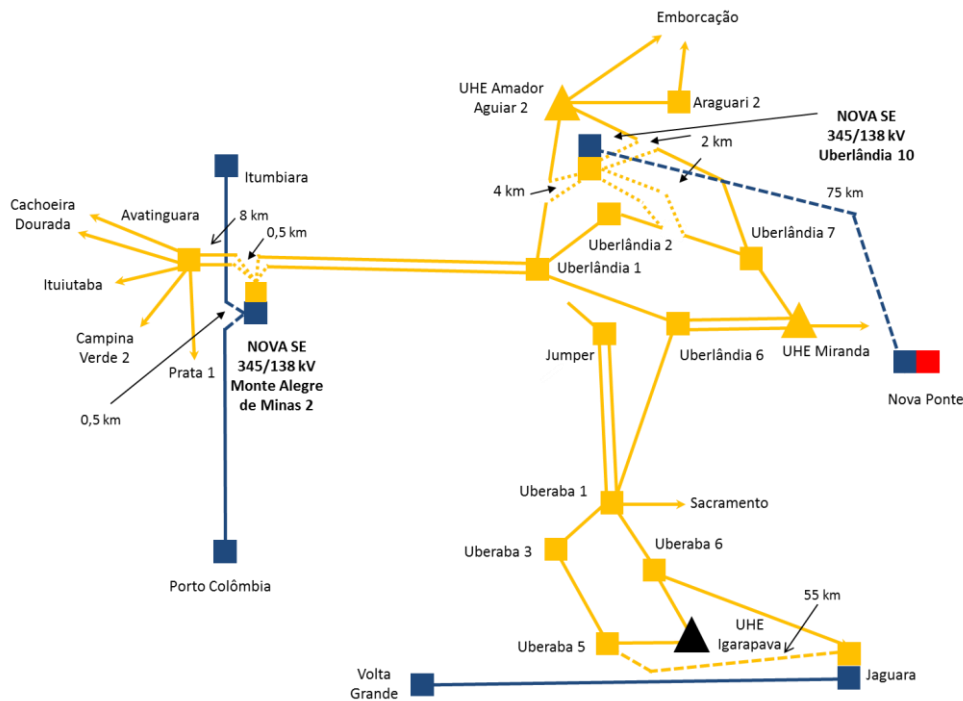 Emborcação
UHE Amador
Aguiar 2
Araguari 2
NOVA SE
345/138 kV
Uberlândia 10
2 km
Itumbiara
4 km
75 km
Cachoeira
Dourada
Avatinguara
8 km
0,5 km
Uberlândia 2
Uberlândia 7
Uberlândia 1
Ituiutaba
Campina
Verde 2
Prata 1
NOVA SE
345/138 kV
Monte Alegre
de Minas 2
0,5 km
Jumper
Uberlândia 6
UHE Miranda
Nova Ponte
Uberaba 1
Sacramento
Uberaba 3
Uberaba 6
Porto Colômbia
55 km
UHE
Igarapava
Uberaba 5
Volta
Grande
Jaguara